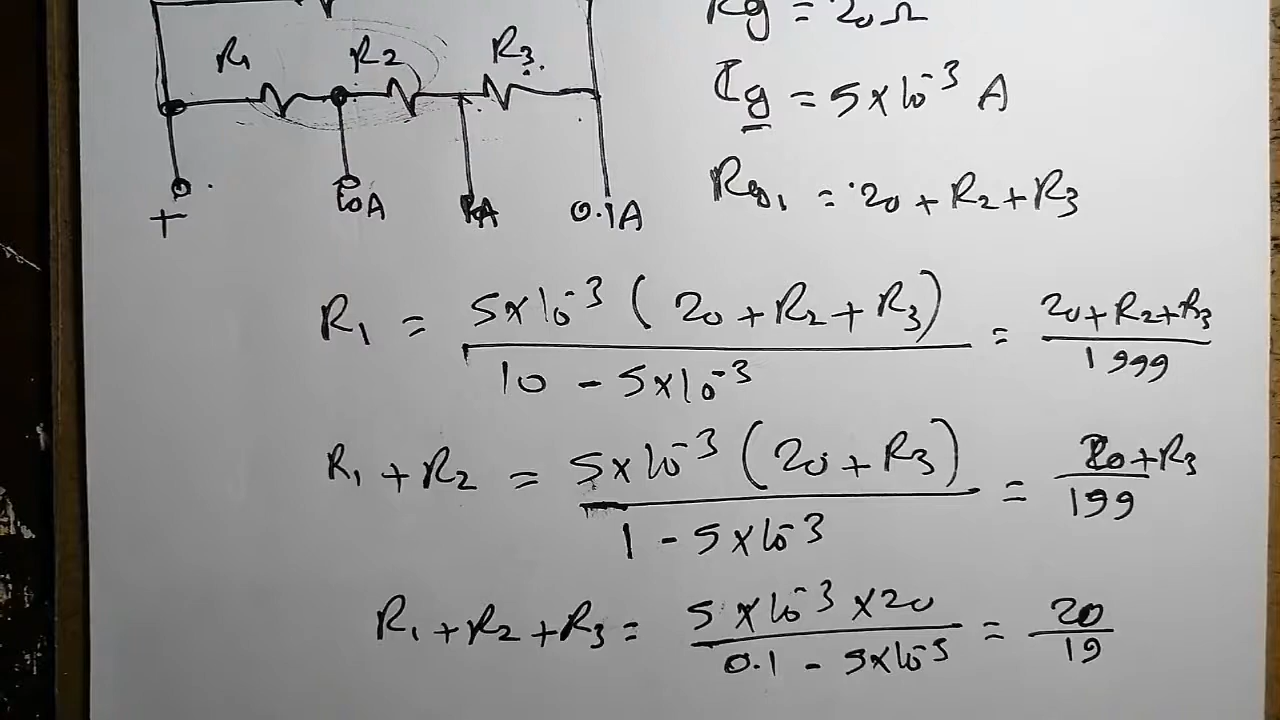 Rg = 20 Ω
R1 R2 R3
Ig = 5×10^-3 A
+ 10A 1A 0.1A
Rg1 = 20 + R2 + R3
R1 = 5×10^-3 ( 20 + R2 + R3 ) / 10 - 5×10^-3 = 20 + R2 + R3 / 1999
R1 + R2 = 5×10^-3 ( 20 + R3 ) / 1 - 5×10^-3 = 20 + R3 / 199
R1 + R2 + R3 = 5×10^-3 ×20 / 0.1 - 5×10^-3 = 20 / 19